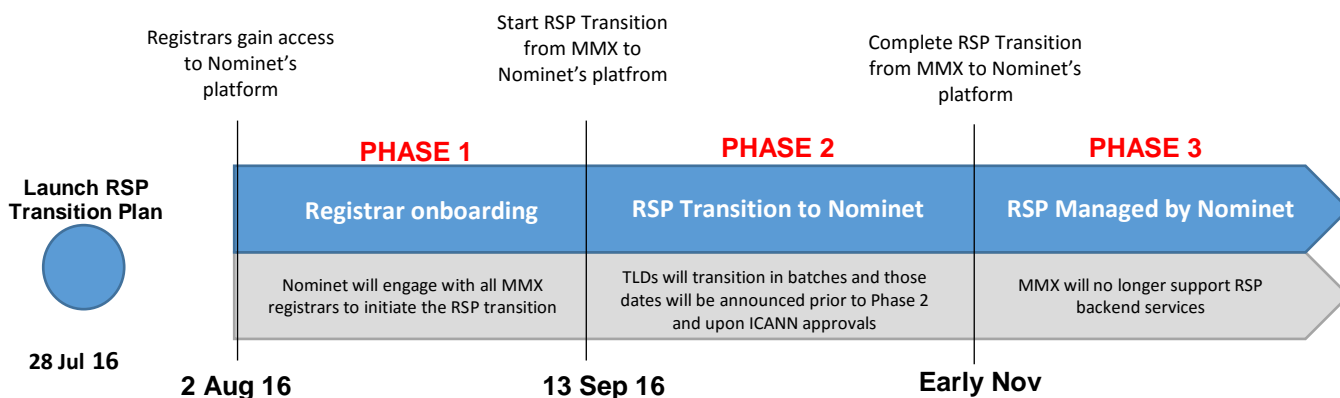 Registrars gain access
to Nominet's
platform
Start RSP Transition
from MMX to
Nominet's platfrom
Complete RSP Transition
from MMX to Nominet's
platform
PHASE 1
PHASE 2
PHASE 3
Launch RSP
Transition Plan
Registrar onboarding
RSP Transition to Nominet
RSP Managed by Nominet
Nominet will engage with all MMX
registrars to initiate the RSP transition
TLDs will transition in batches and those
dates will be announced prior to Phase 2
and upon ICANN approvals
MMX will no longer support RSP
backend services
28 Jul 16
2 Aug 16
13 Sep 16
Early Nov